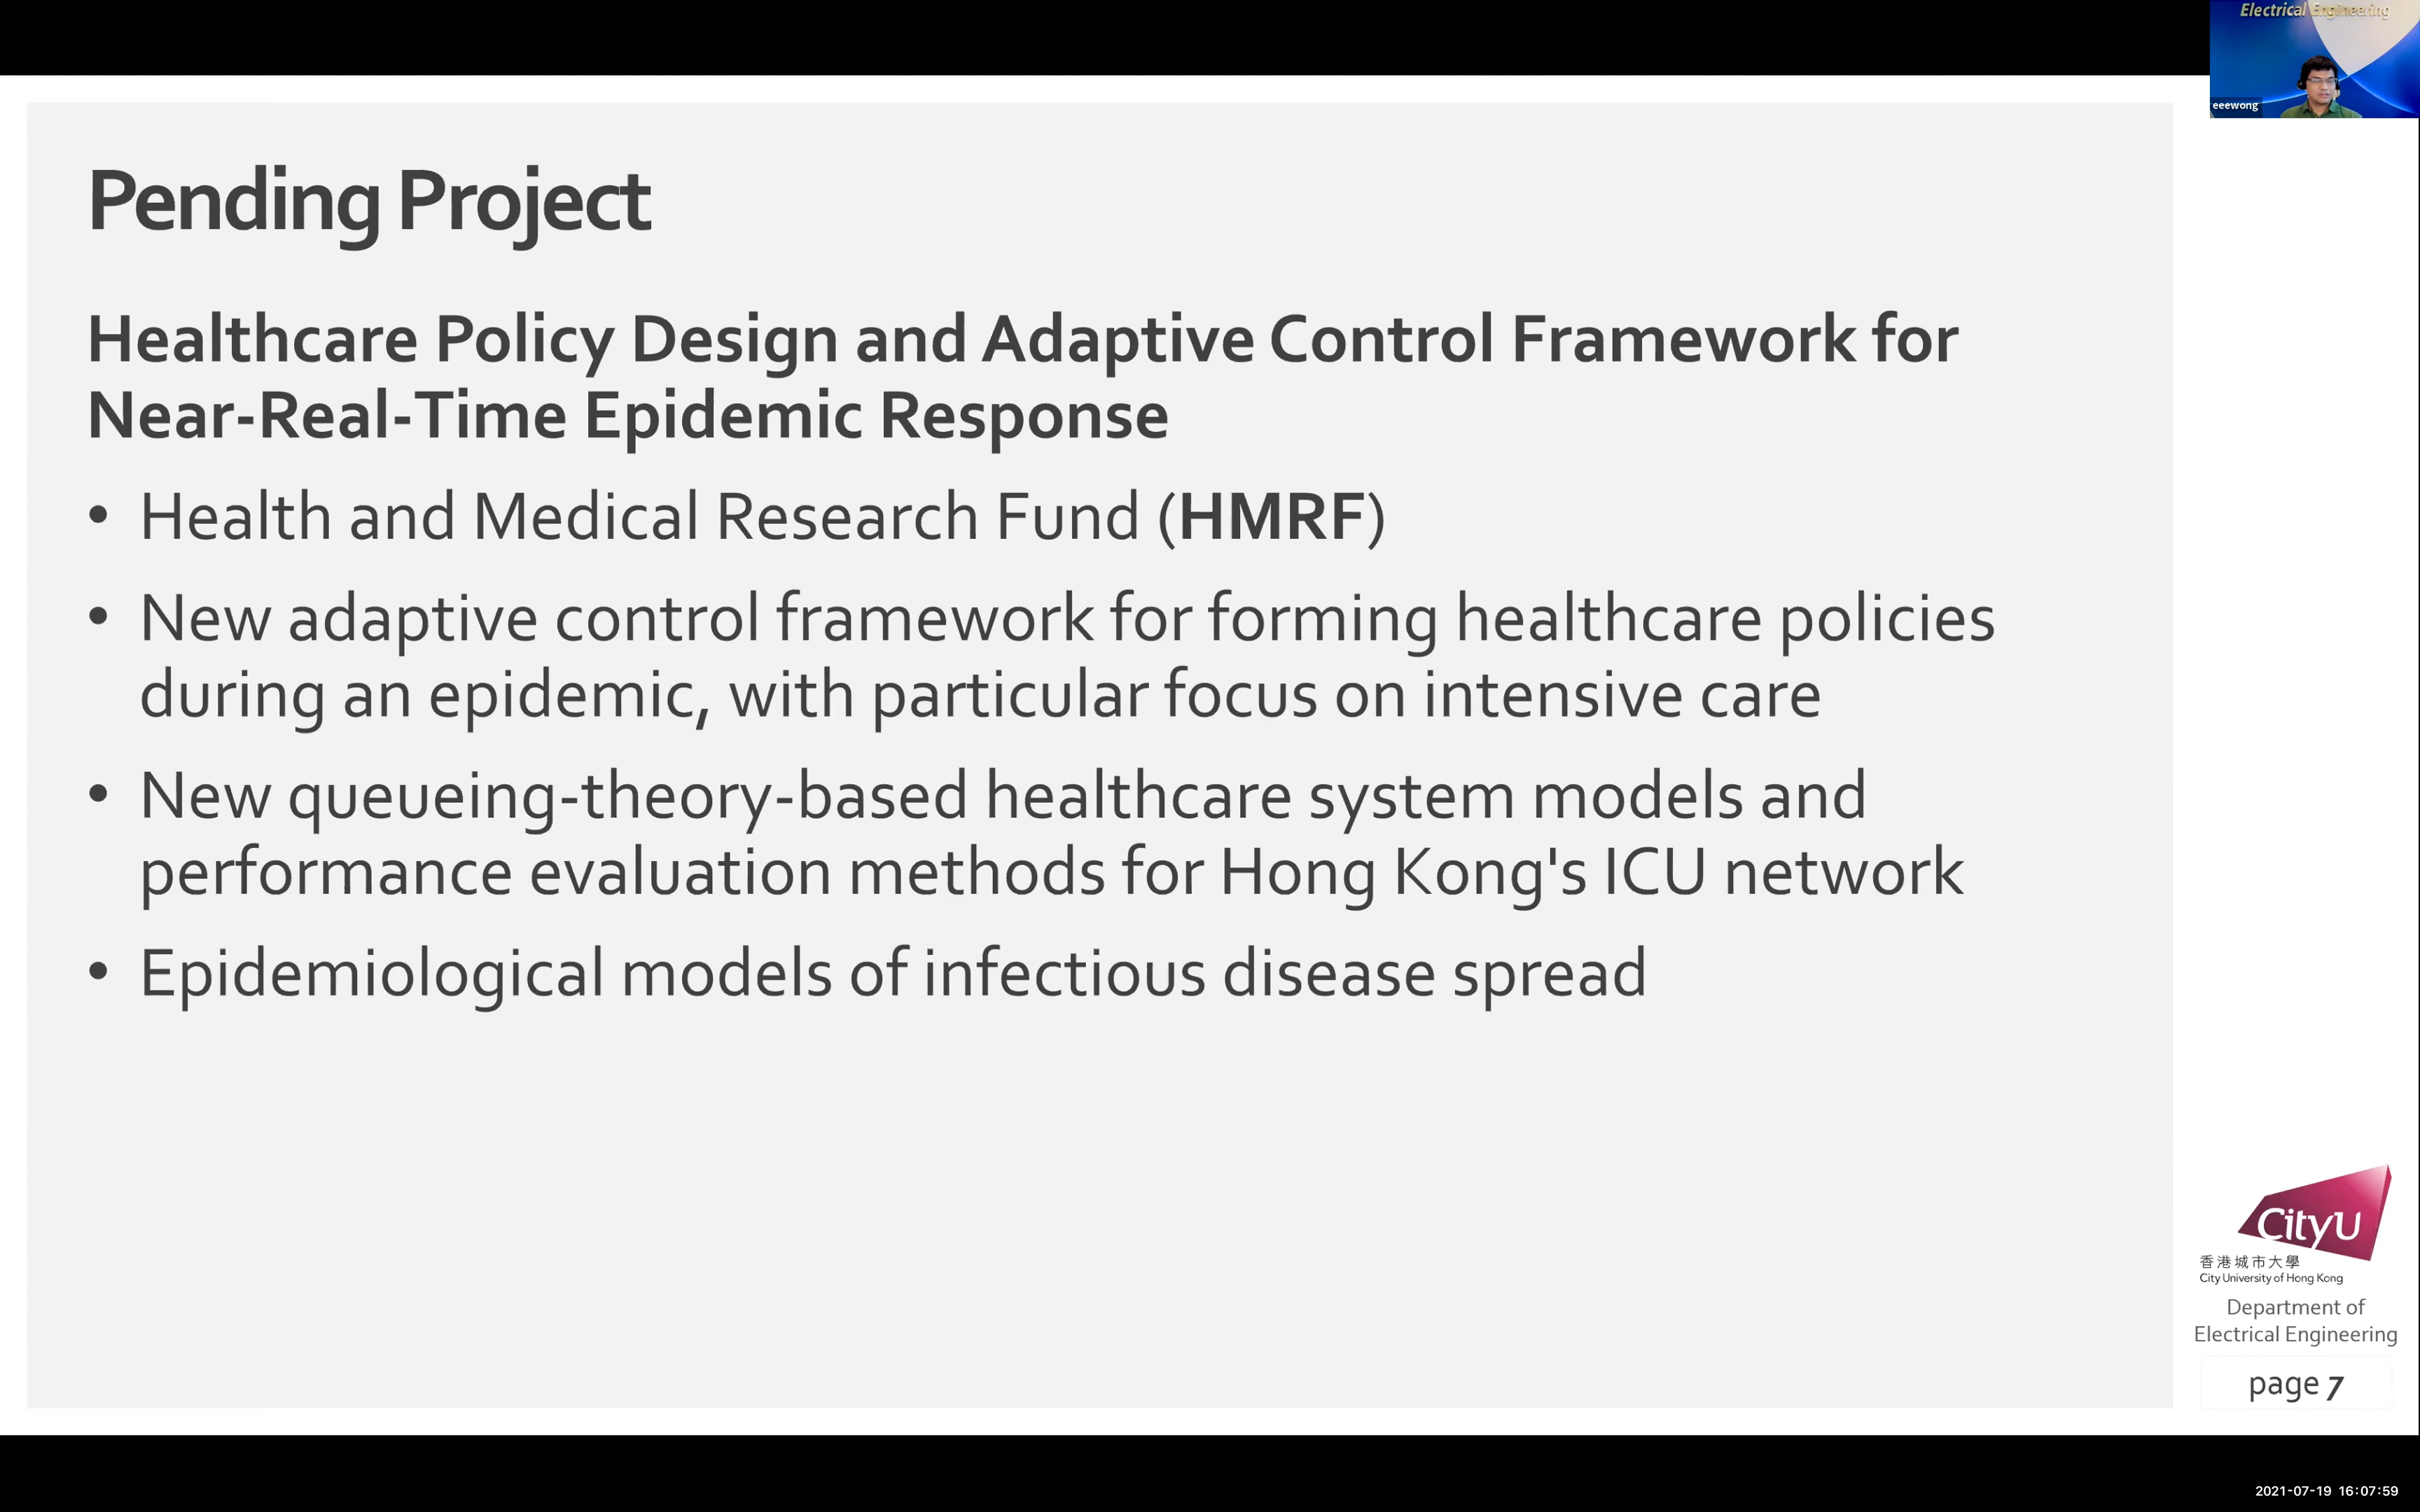 Electrical Engineering
eeewong
Pending Project
Healthcare Policy Design and Adaptive Control Framework for
Near-Real-Time Epidemic Response
• Health and Medical Research Fund (HMRF)
• New adaptive control framework for forming healthcare policies
during an epidemic, with particular focus on intensive care
• New queueing-theory-based healthcare system models and
performance evaluation methods for Hong Kong's ICU network
• Epidemiological models of infectious disease spread
CityU
香港城市大學
City University of Hong Kong
Department of
Electrical Engineering
page 7
2021-07-19 16:07:59